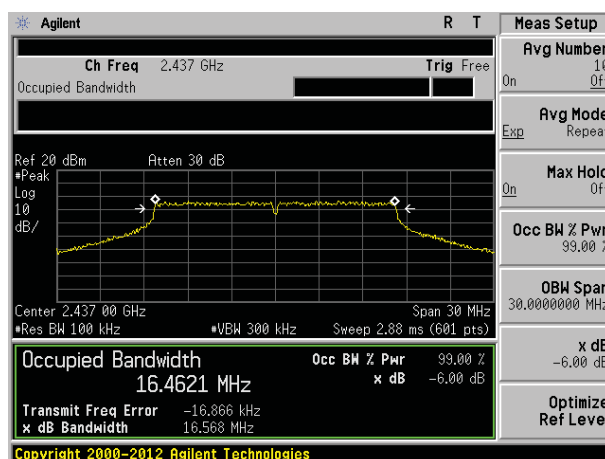 Agilent R T Meas Setup
Avg Number
10
On Off
Ch Freq 2.437 GHz Trig Free
Occupied Bandwidth
Avg Mode
Exp Repeat
Ref 20 dBm Atten 30 dB
#Peak
Log
10
dB/
Max Hold
On Off
Occ BW % Pwr
99.00 %
OBW Span
30.0000000 MHz
Center 2.437 00 GHz Span 30 MHz
#Res BW 100 kHz #VBW 300 kHz Sweep 2.88 ms (601 pts)
Occupied Bandwidth Occ BW % Pwr 99.00 %
16.4621 MHz x dB -6.00 dB
x dB
-6.00 dB
Transmit Freq Error -16.866 kHz
x dB Bandwidth 16.568 MHz
Optimize
Ref Level
Copyright 2000-2012 Agilent Technologies